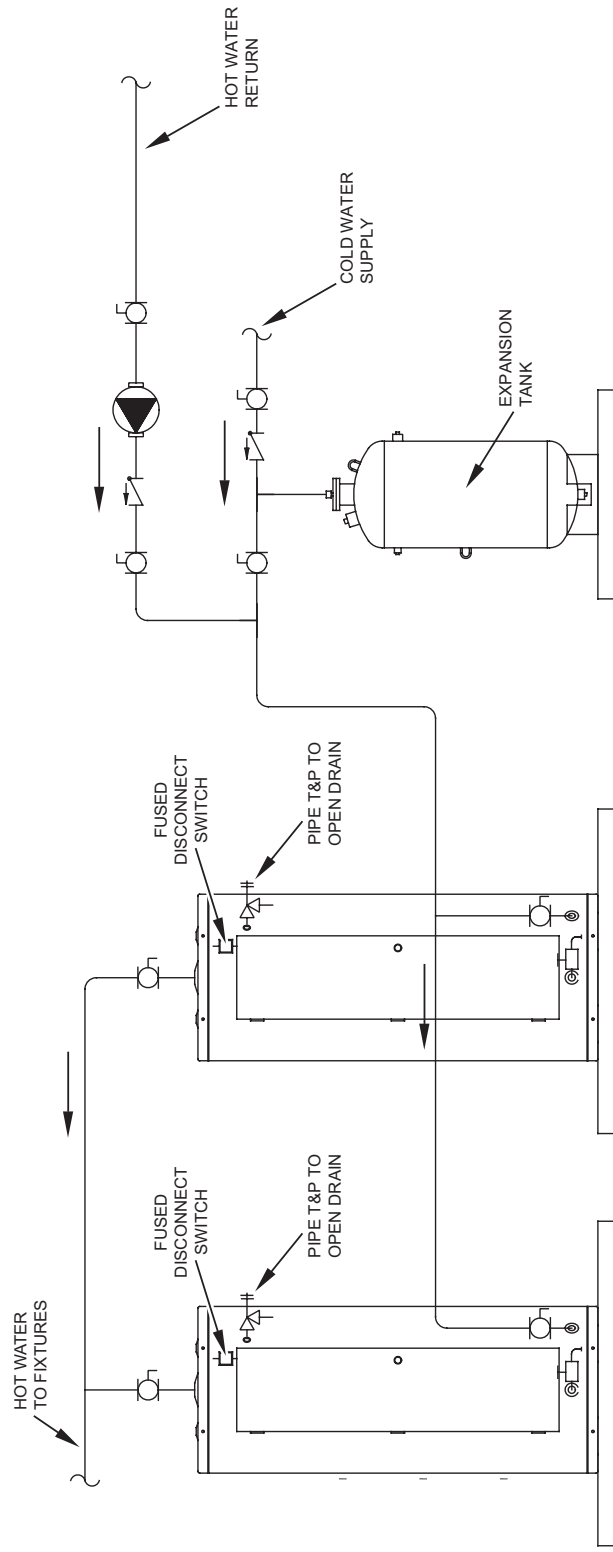 HOT WATER
TO FIXTURES
FUSED
DISCONNECT
SWITCH
PIPE T&P TO
OPEN DRAIN
FUSED
DISCONNECT
SWITCH
PIPE T&P TO
OPEN DRAIN
HOT WATER
RETURN
COLD WATER
SUPPLY
EXPANSION
TANK